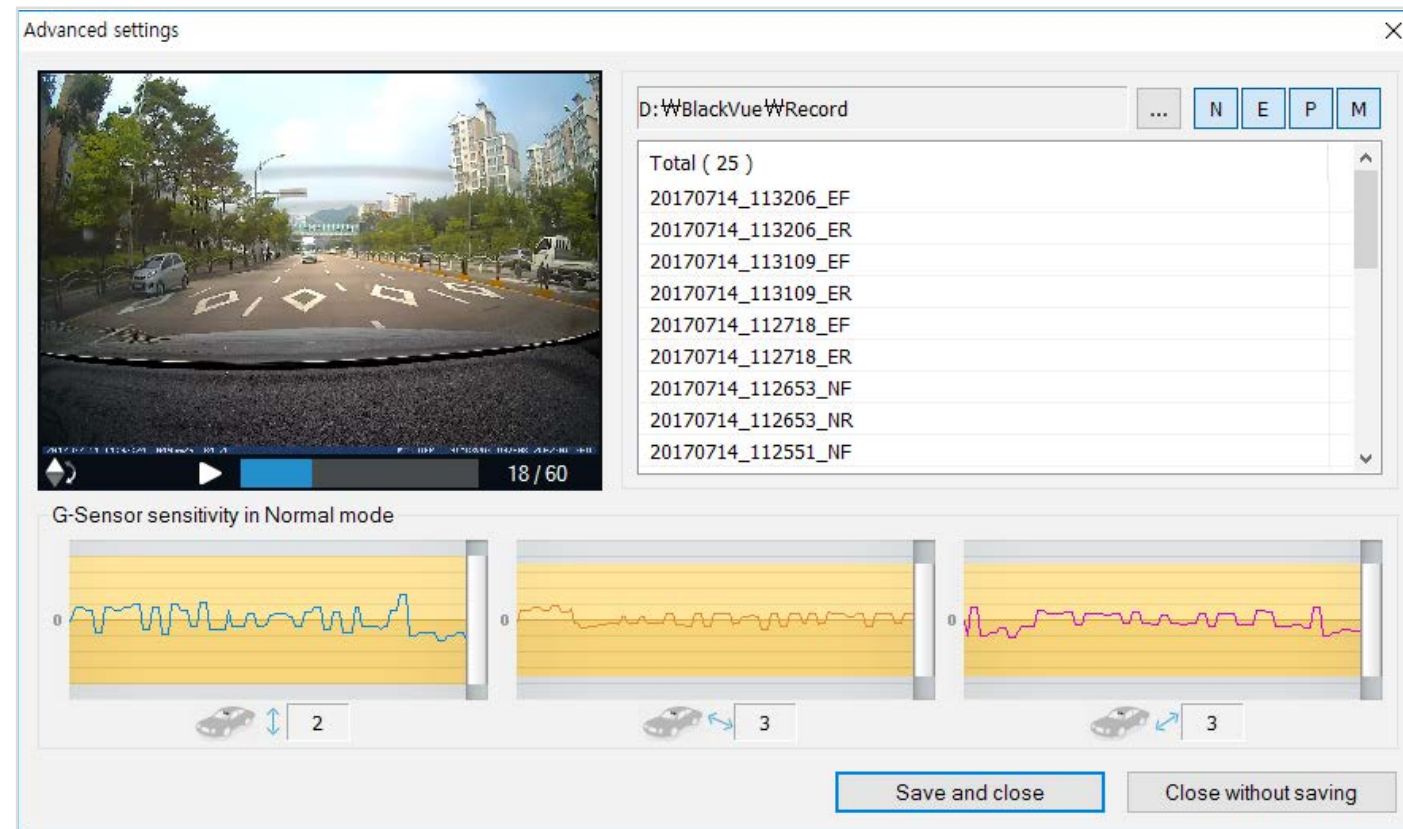 Advanced settings
D:₩BlackVue₩Record
...
N E P M
Total ( 25 )
20170714_113206_EF
20170714_113206_ER
20170714_113109_EF
20170714_113109_ER
20170714_112718_EF
20170714_112718_ER
20170714_112653_NF
20170714_112653_NR
20170714_112551_NF
18 / 60
G-Sensor sensitivity in Normal mode
0 0 0
2 3 3
Save and close Close without saving